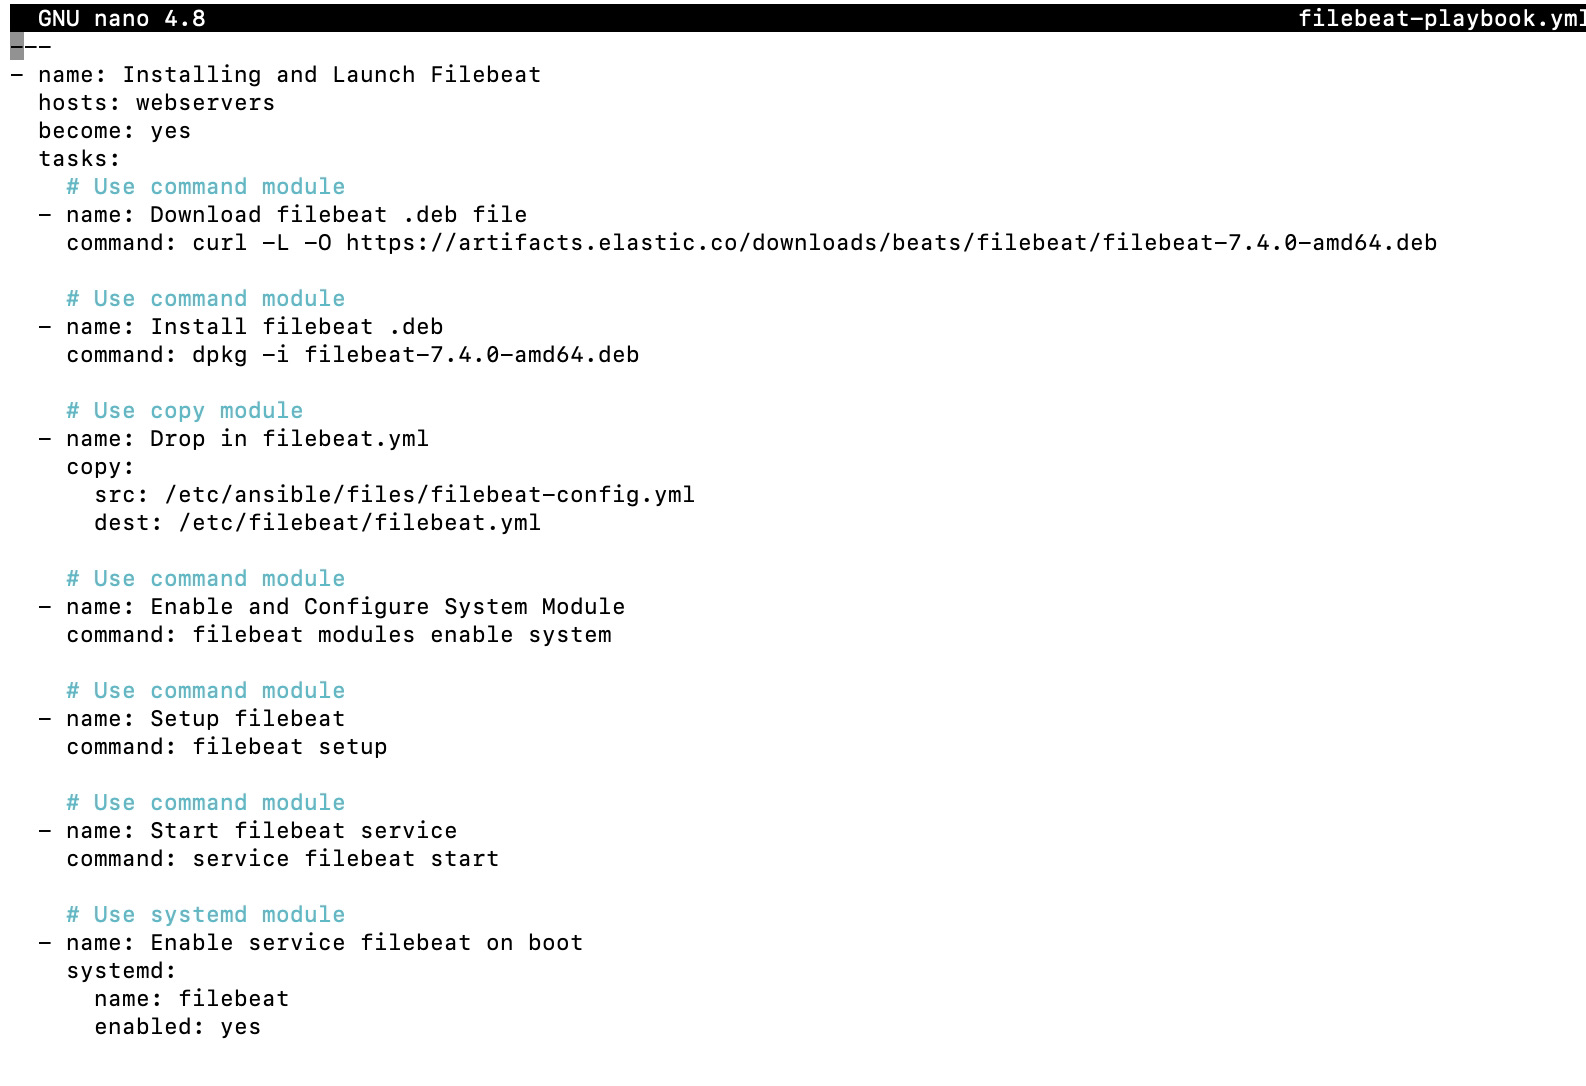 GNU nano 4.8 filebeat-playbook.yml
---
- name: Installing and Launch Filebeat
  hosts: webservers
  become: yes
  tasks:
    # Use command module
  - name: Download filebeat .deb file
    command: curl -L -O https://artifacts.elastic.co/downloads/beats/filebeat/filebeat-7.4.0-amd64.deb

    # Use command module
  - name: Install filebeat .deb
    command: dpkg -i filebeat-7.4.0-amd64.deb

    # Use copy module
  - name: Drop in filebeat.yml
    copy:
      src: /etc/ansible/files/filebeat-config.yml
      dest: /etc/filebeat/filebeat.yml

    # Use command module
  - name: Enable and Configure System Module
    command: filebeat modules enable system

    # Use command module
  - name: Setup filebeat
    command: filebeat setup

    # Use command module
  - name: Start filebeat service
    command: service filebeat start

    # Use systemd module
  - name: Enable service filebeat on boot
    systemd:
      name: filebeat
      enabled: yes